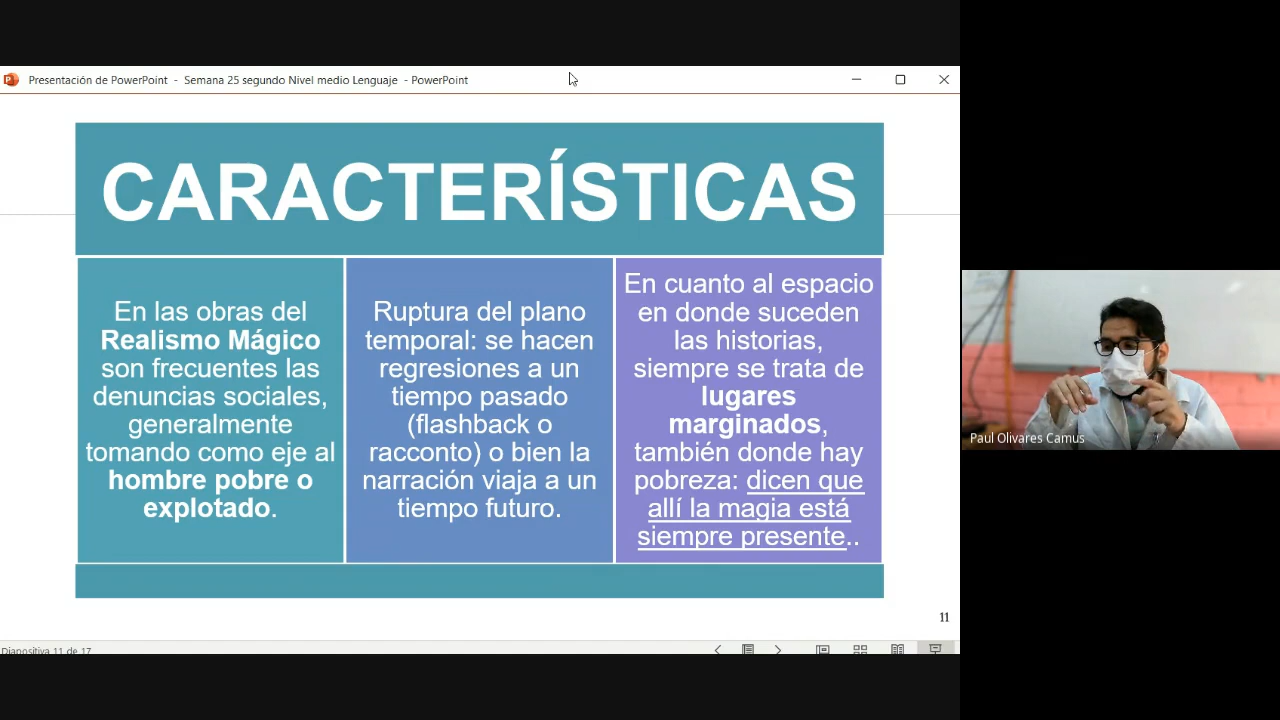 Presentación de PowerPoint - Semana 25 segundo Nivel medio Lenguaje - PowerPoint
CARACTERÍSTICAS
En las obras del
Realismo Mágico
son frecuentes las
denuncias sociales,
generalmente
tomando como eje al
hombre pobre o
explotado.
Ruptura del plano
temporal: se hacen
regresiones a un
tiempo pasado
(flashback o
racconto) o bien la
narración viaja a un
tiempo futuro.
En cuanto al espacio
en donde suceden
las historias,
siempre se trata de
lugares
marginados,
también donde hay
pobreza: dicen que
allí la magia está
siempre presente..
11
Diapositiva 11 de 17
Paul Olivares Camus